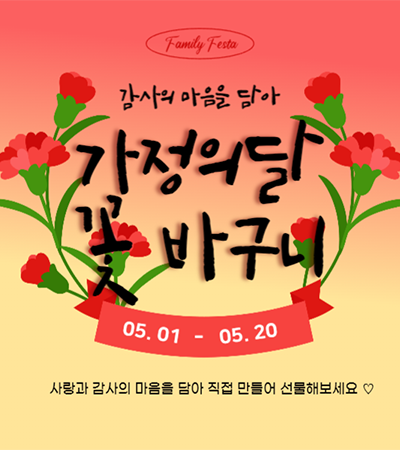 Family Festa
감사의 마음을 담아
가정의달
꽃 바구니
05. 01 - 05. 20
사랑과 감사의 마음을 담아 직접 만들어 선물해보세요 ♡